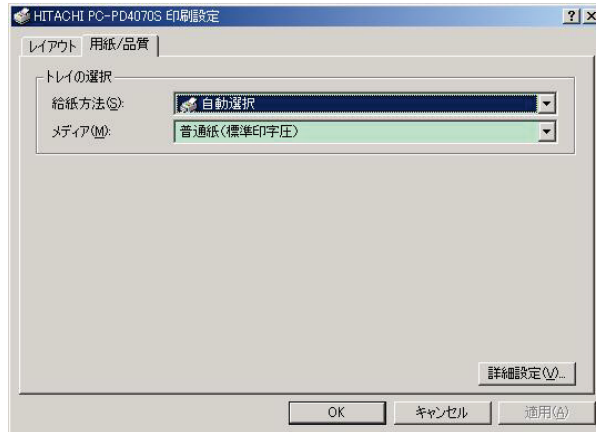 HITACHI PC-PD4070S 印刷設定
レイアウト 用紙/品質
トレイの選択
給紙方法(S): 自動選択
メディア(M): 普通紙(標準印字圧)
詳細設定(V)...
OK キャンセル 適用(A)